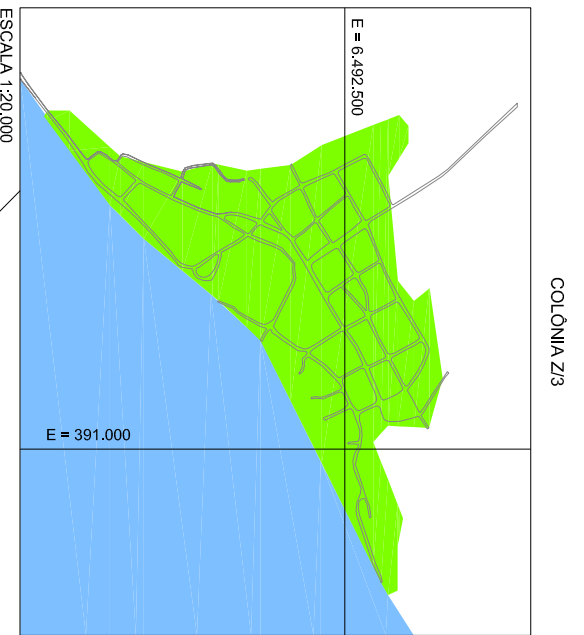 COLÔNIA Z/3
E = 6.492.500
E = 391.000
ESCALA 1:20.000